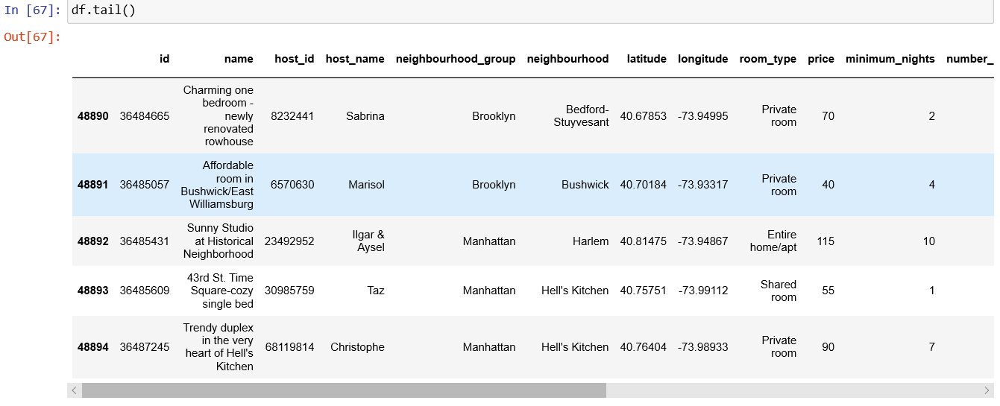 In [67]: df.tail()
Out[67]:
id name host_id host_name neighbourhood_group neighbourhood latitude longitude room_type price minimum_nights number_
48890 36484665 Charming one bedroom - newly renovated rowhouse 8232441 Sabrina Brooklyn Bedford-Stuyvesant 40.67853 -73.94995 Private room 70 2
48891 36485057 Affordable room in Bushwick/East Williamsburg 6570630 Marisol Brooklyn Bushwick 40.70184 -73.93317 Private room 40 4
48892 36485431 Sunny Studio at Historical Neighborhood 23492952 Ilgar & Aysel Manhattan Harlem 40.81475 -73.94867 Entire home/apt 115 10
48893 36485609 43rd St. Time Square-cozy single bed 30985759 Taz Manhattan Hell's Kitchen 40.75751 -73.99112 Shared room 55 1
48894 36487245 Trendy duplex in the very heart of Hell's Kitchen 68119814 Christophe Manhattan Hell's Kitchen 40.76404 -73.98933 Private room 90 7